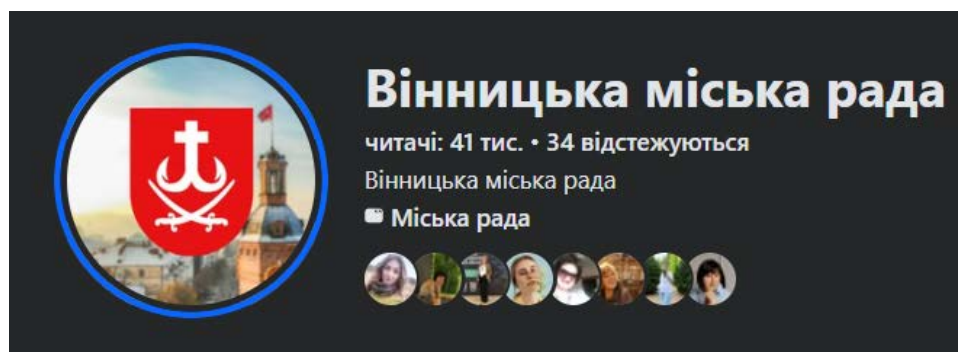 Вінницька міська рада
читачі: 41 тис. • 34 відстежуються
Вінницька міська рада
Міська рада